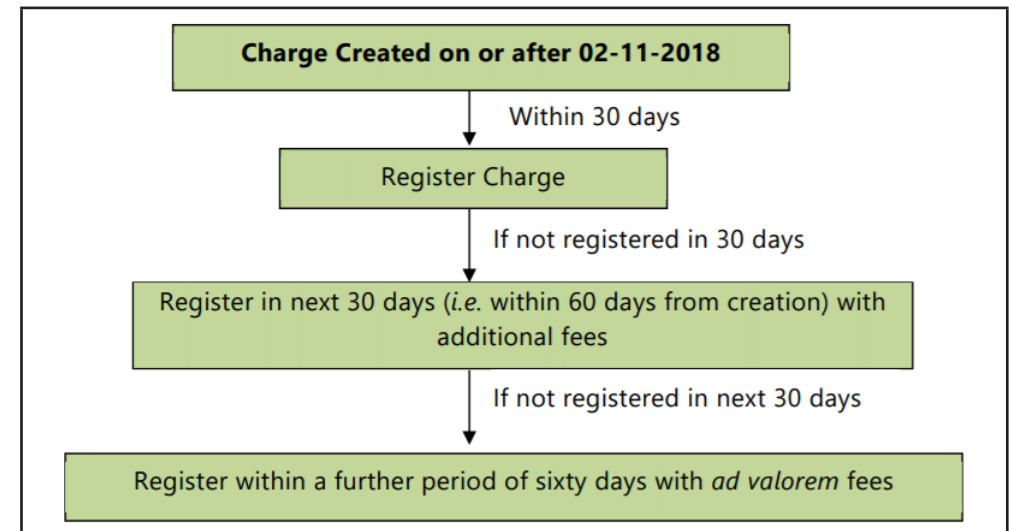 Charge Created on or after 02-11-2018
Within 30 days
Register Charge
If not registered in 30 days
Register in next 30 days (i.e. within 60 days from creation) with
additional fees
If not registered in next 30 days
Register within a further period of sixty days with ad valorem fees